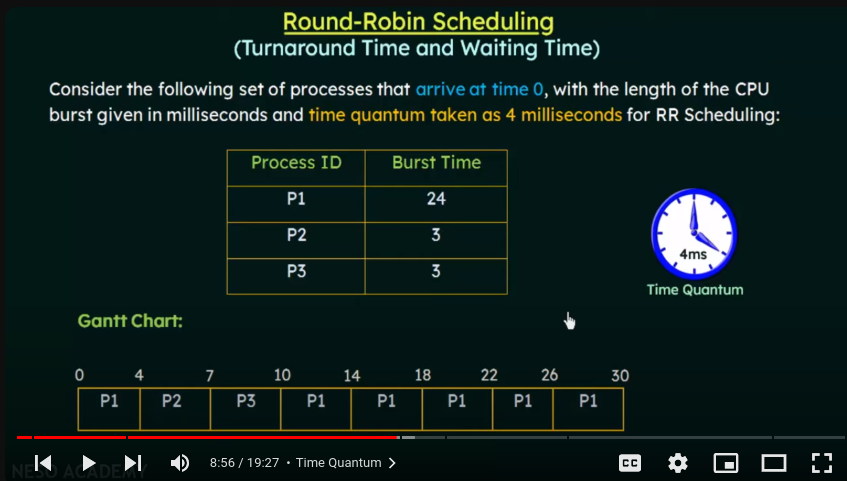 Round-Robin Scheduling
(Turnaround Time and Waiting Time)
Consider the following set of processes that arrive at time 0, with the length of the CPU
burst given in milliseconds and time quantum taken as 4 milliseconds for RR Scheduling:
Process ID Burst Time
P1 24
P2 3
P3 3
4ms
Time Quantum
Gantt Chart:
0 4 7 10 14 18 22 26 30
P1 P2 P3 P1 P1 P1 P1 P1
NESO ACADEMY
8:56 / 19:27 • Time Quantum
CC